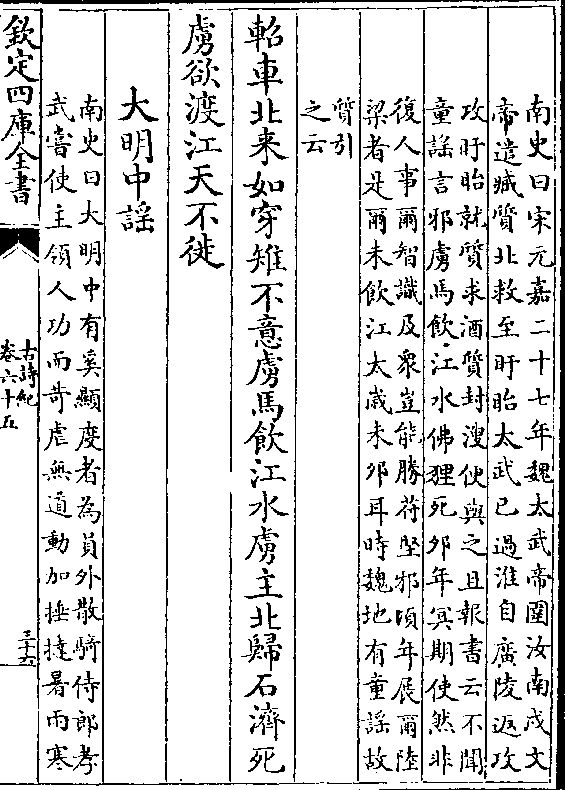 南史曰宋元嘉二十七年魏太武帝圍汝南戍文
帝遣臧質北救至盱眙太武已過淮自廣陵返攻
攻盱眙就質求酒質封溲便與之且報書云不聞
童謡言邪虜馬飲江水佛狸死夘年冥期使然非
復人事爾智識及衆豈能勝苻堅邪頃年展爾陸
梁者是爾未飲江太歲未夘耳時魏地有童謡故
質引
之云
軺車北来如穿雉不意虜馬飲江水虜主北歸石濟死
虜欲渡江天不徙
大明中謡
南史曰大明中有奚顯度者為員外散騎侍郎孝
武嘗使主領人功而苛虐無道動加捶撻暑雨寒
欽定四庫全書
古詩紀
卷六十五
三十六